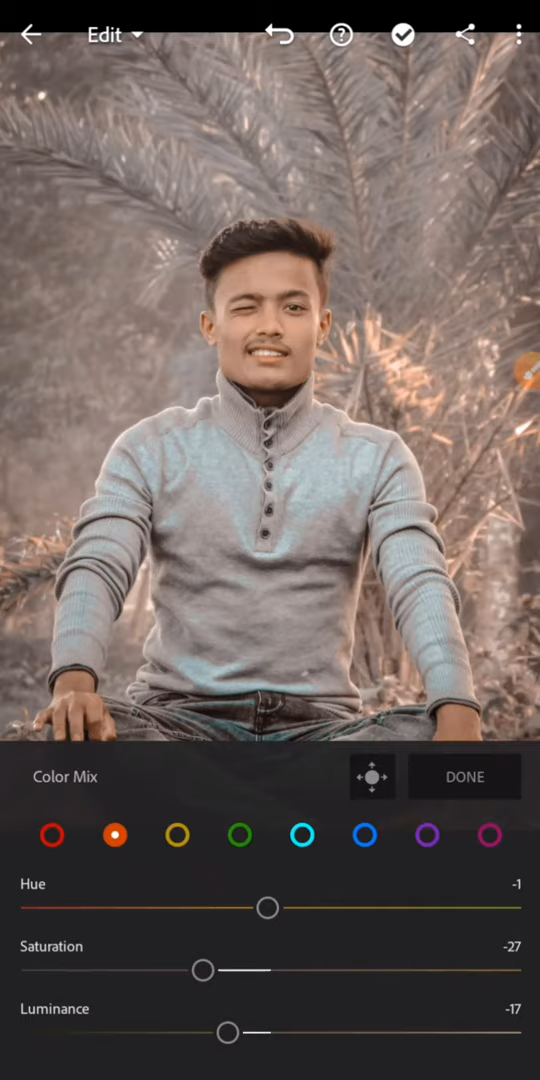 Edit
Color Mix
DONE
Hue -1
Saturation -27
Luminance -17